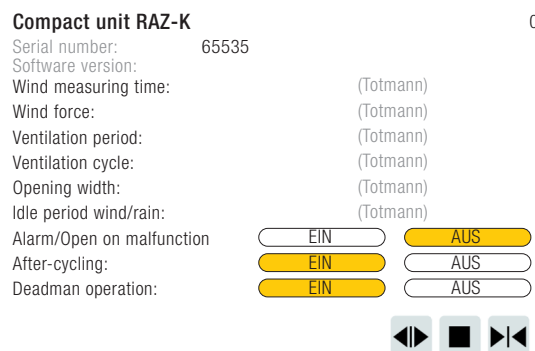 Compact unit RAZ-K
Serial number: 65535
Software version:
Wind measuring time: (Totmann)
Wind force: (Totmann)
Ventilation period: (Totmann)
Ventilation cycle: (Totmann)
Opening width: (Totmann)
Idle period wind/rain: (Totmann)
Alarm/Open on malfunction EIN AUS
After-cycling: EIN AUS
Deadman operation: EIN AUS